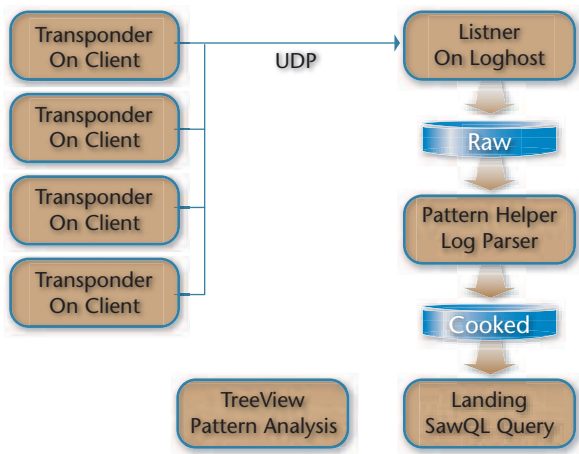 Transponder
On Client
UDP
Listner
On Loghost
Transponder
On Client
Raw
Transponder
On Client
Pattern Helper
Log Parser
Transponder
On Client
Cooked
TreeView
Pattern Analysis
Landing
SawQL Query